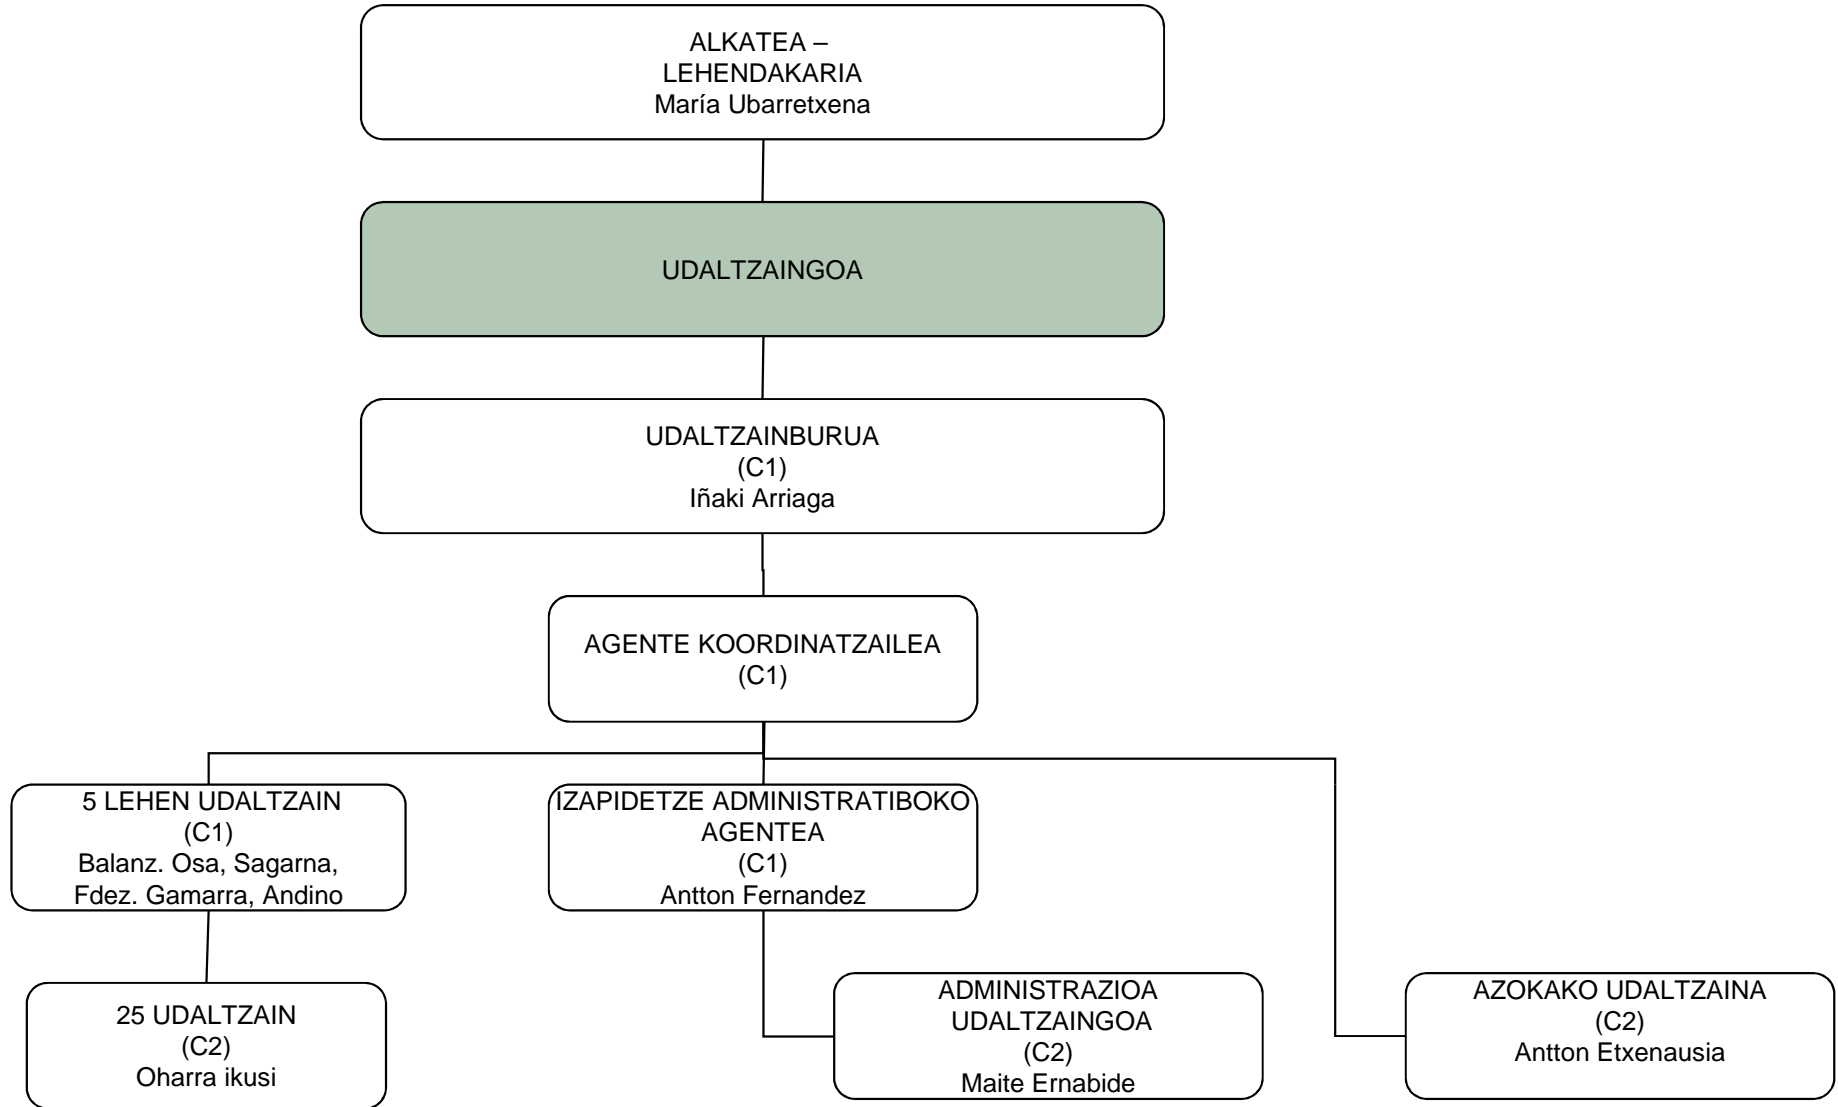 ALKATEA –
LEHENDAKARIA
María Ubarretxena
UDALTZAINGOA
UDALTZAINBURUA
(C1)
Iñaki Arriaga
AGENTE KOORDINATZAILEA
(C1)
5 LEHEN UDALTZAIN
(C1)
Balanz. Osa, Sagarna,
Fdez. Gamarra, Andino
IZAPIDETZE ADMINISTRATIBOKO
AGENTEA
(C1)
Antton Fernandez
25 UDALTZAIN
(C2)
Oharra ikusi
ADMINISTRAZIOA
UDALTZAINGOA
(C2)
Maite Ernabide
AZOKAKO UDALTZAINA
(C2)
Antton Etxenausia